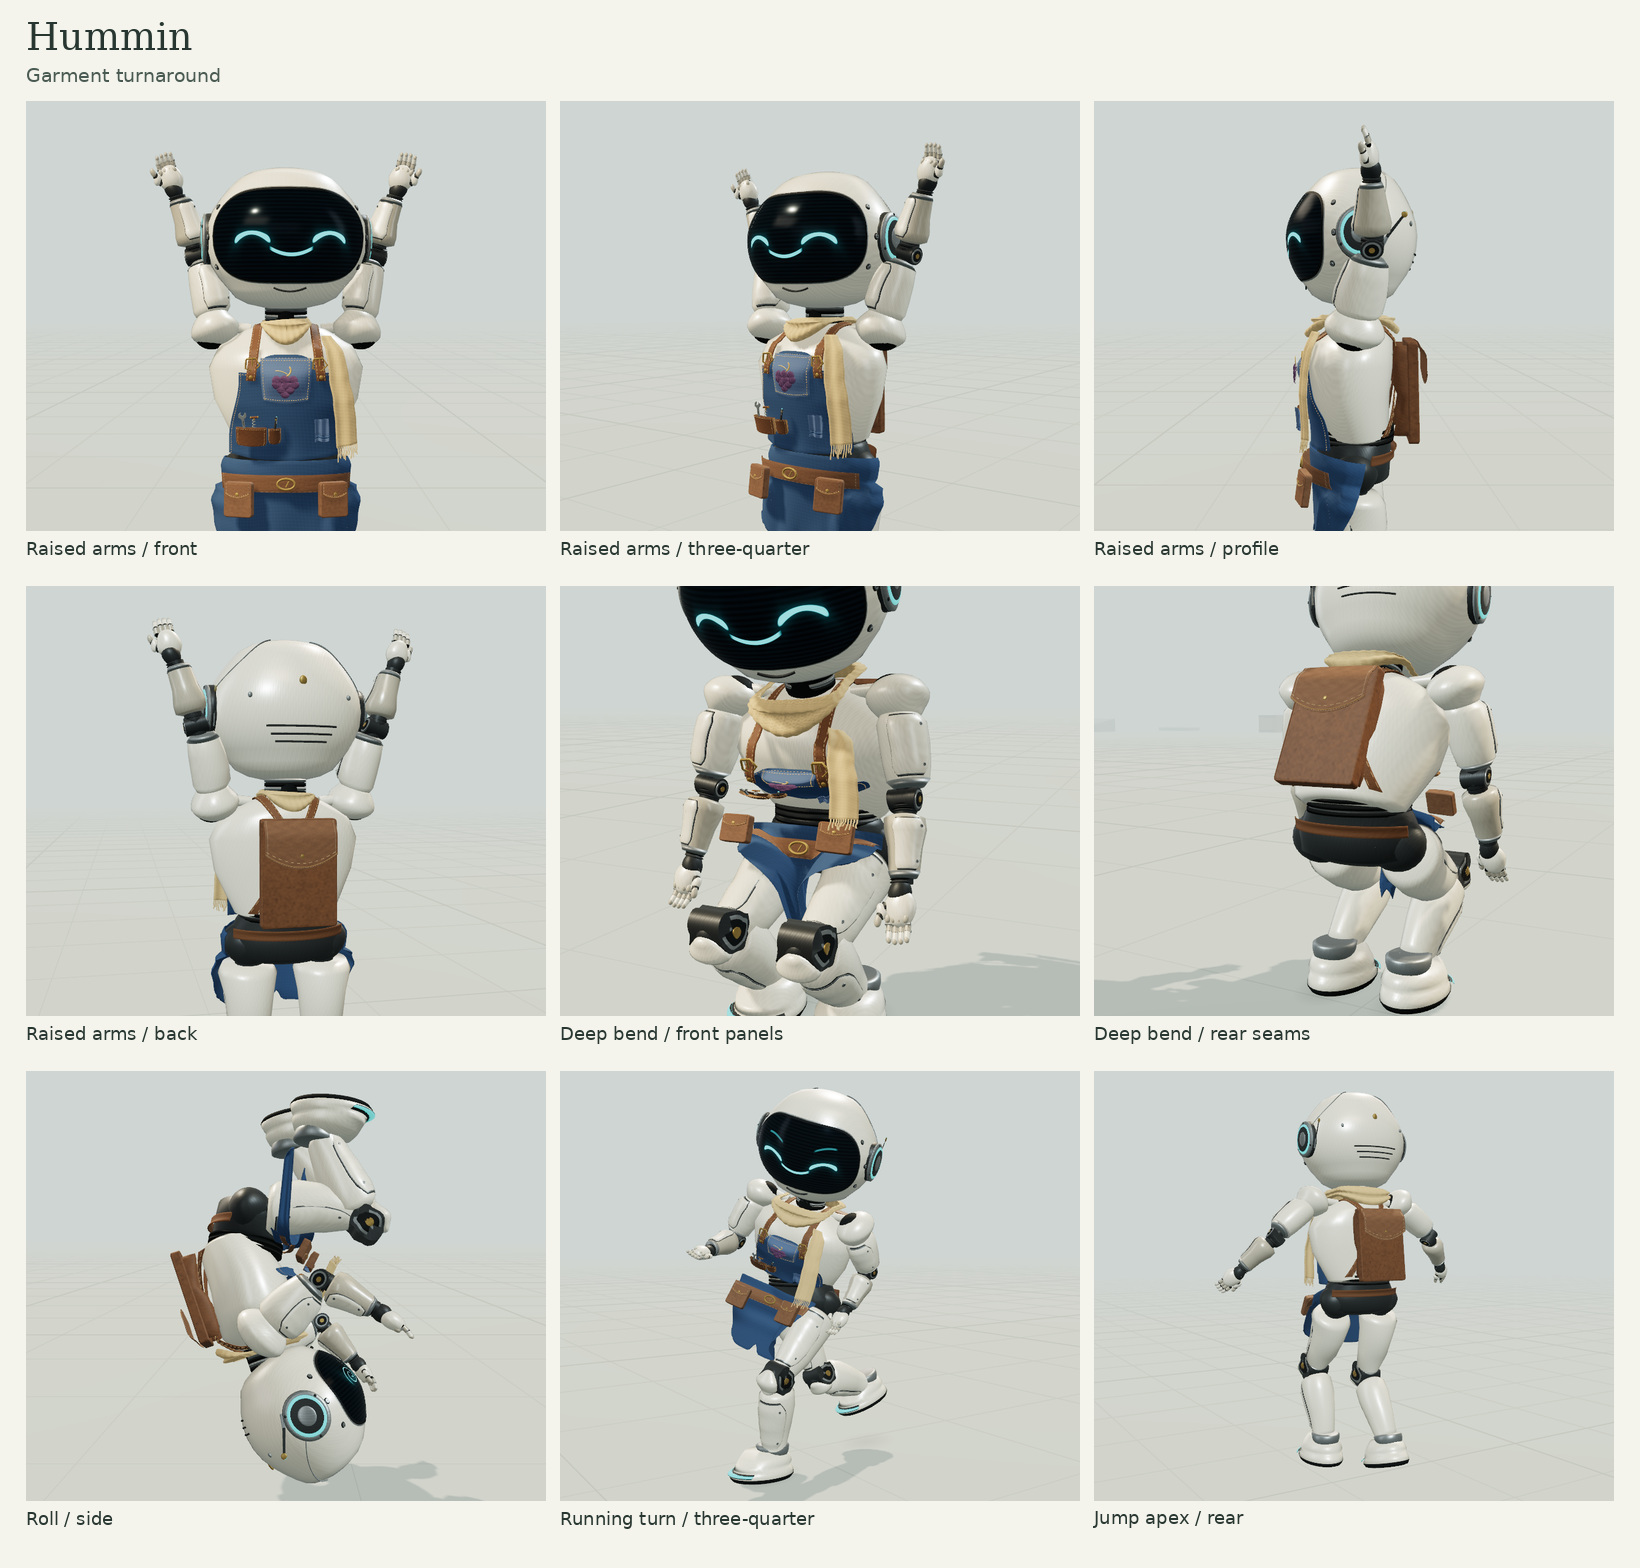 Hummin
Garment turnaround
Raised arms / front
Raised arms / three-quarter
Raised arms / profile
Raised arms / back
Deep bend / front panels
Deep bend / rear seams
Roll / side
Running turn / three-quarter
Jump apex / rear